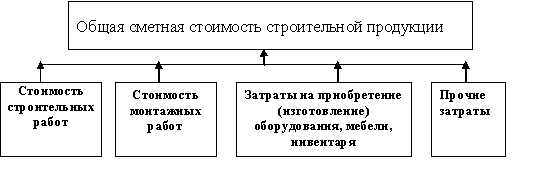 Общая сметная стоимость строительной продукции
Стоимость
строительных
работ
Стоимость
монтажных
работ
Затраты на приобретение
(изготовление)
оборудования, мебели,
инвентаря
Прочие
затраты